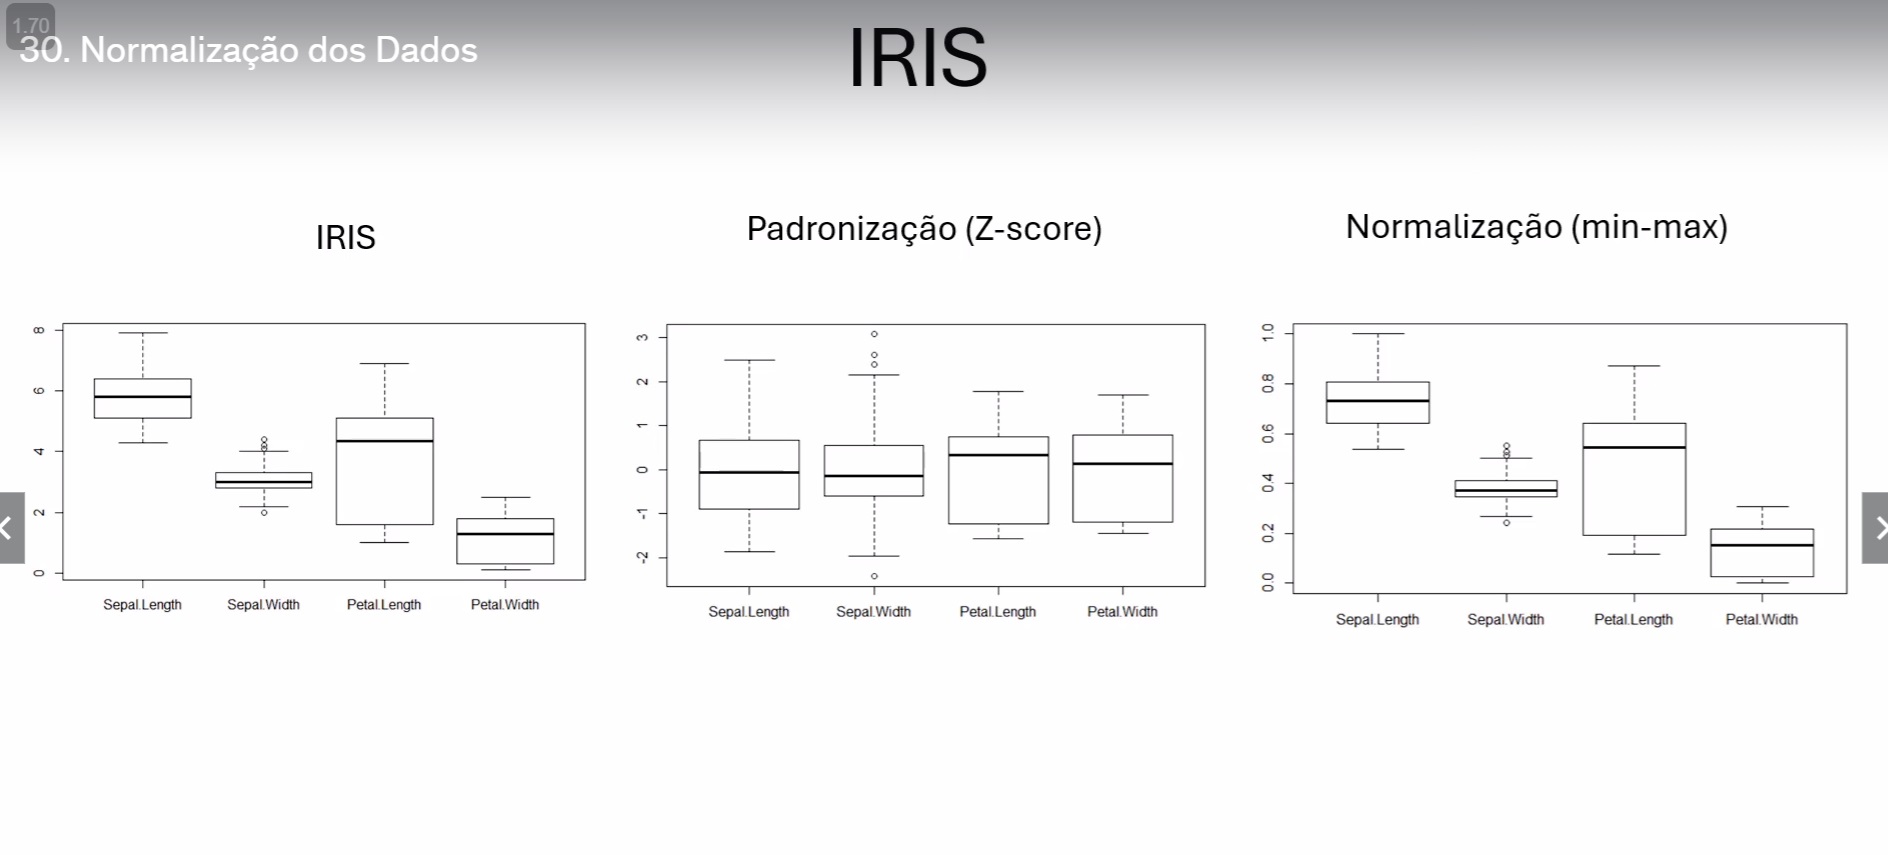 1.70
30. Normalização dos Dados
IRIS
IRIS
Padronização (Z-score)
Normalização (min-max)
8
6
4
2
0
Sepal.Length Sepal.Width Petal.Length Petal.Width
3
2
1
0
-1
-2
Sepal.Length Sepal.Width Petal.Length Petal.Width
1.0
0.8
0.6
0.4
0.2
0.0
Sepal.Length Sepal.Width Petal.Length Petal.Width